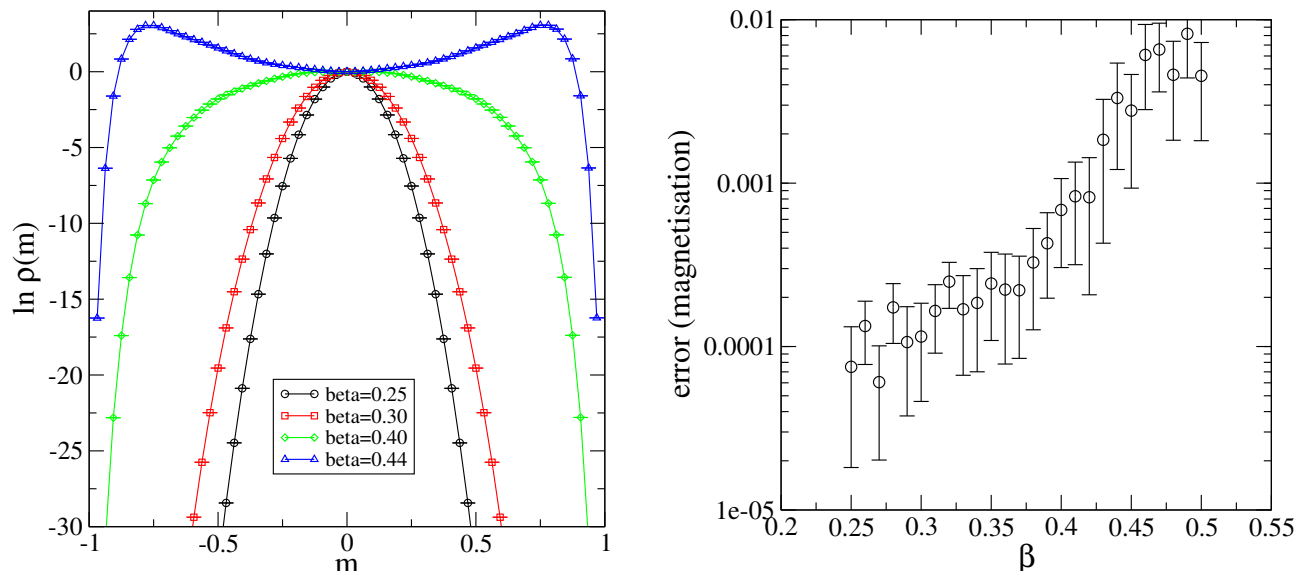 ln ρ(m)
0
-5
-10
-15
-20
-25
-30
-1
-0.5
0
0.5
1
m
beta=0.25
beta=0.30
beta=0.40
beta=0.44
error (magnetisation)
0.01
0.001
0.0001
1e-05
0.2
0.25
0.3
0.35
0.4
0.45
0.5
0.55
β